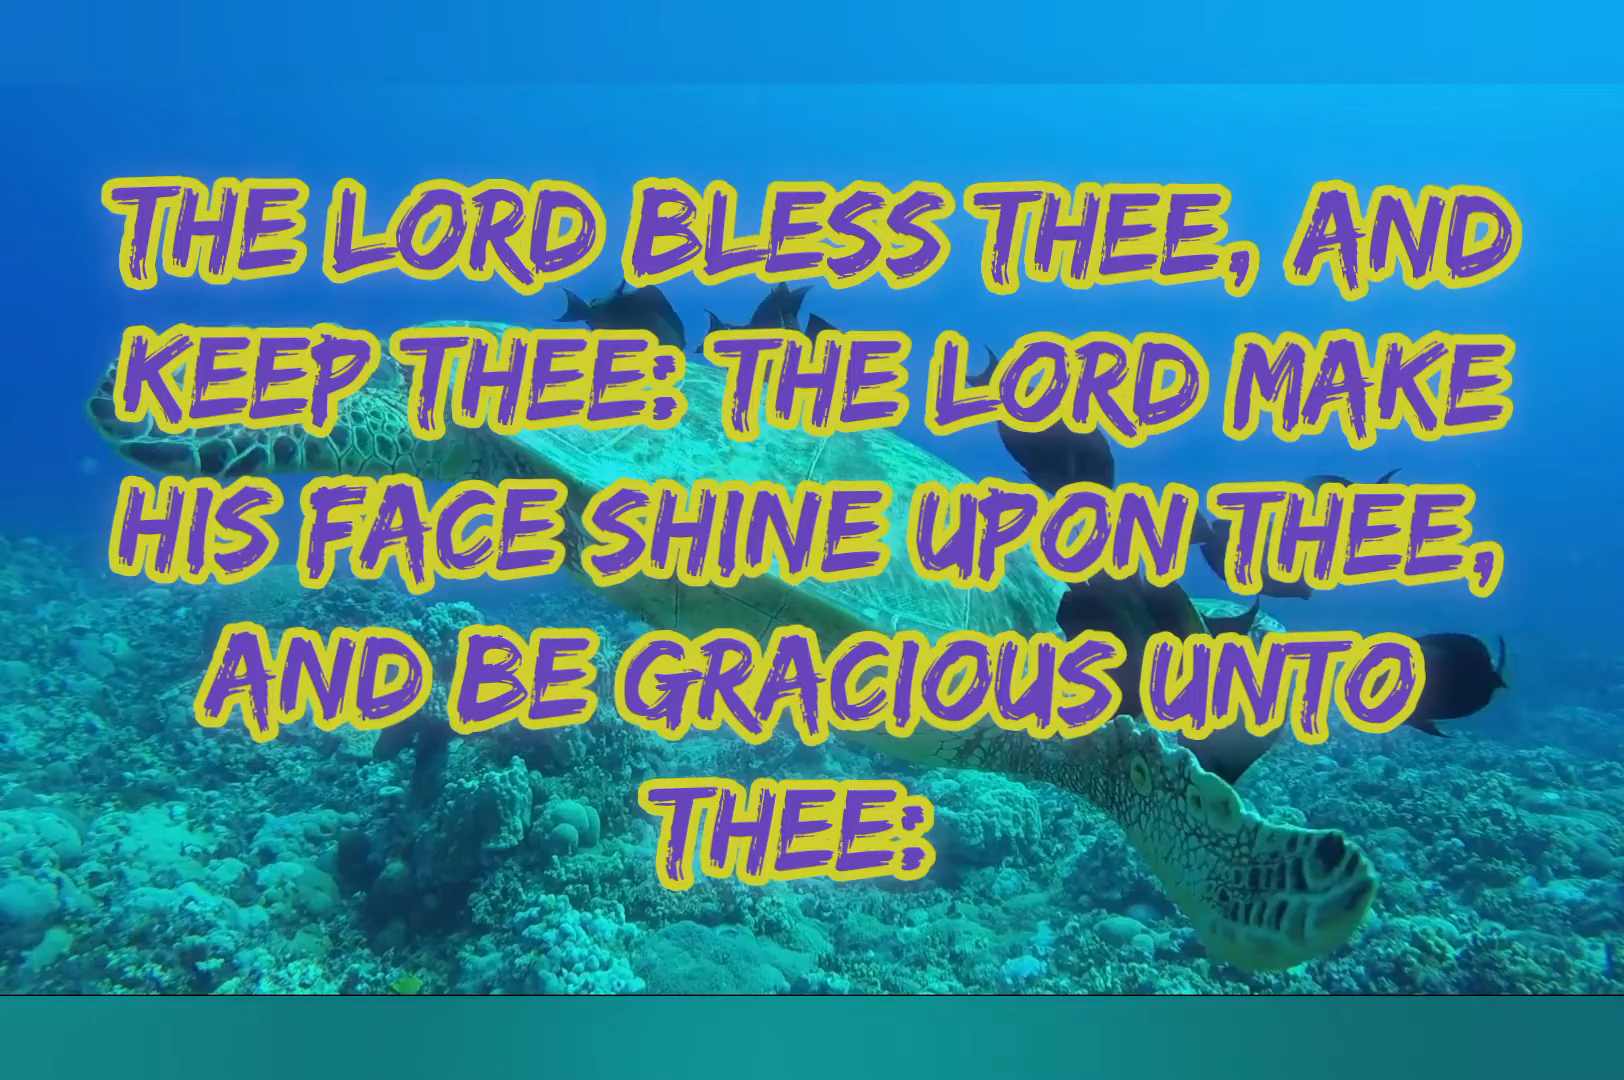 THE LORD BLESS THEE, AND
KEEP THEE: THE LORD MAKE
HIS FACE SHINE UPON THEE,
AND BE GRACIOUS UNTO
THEE: